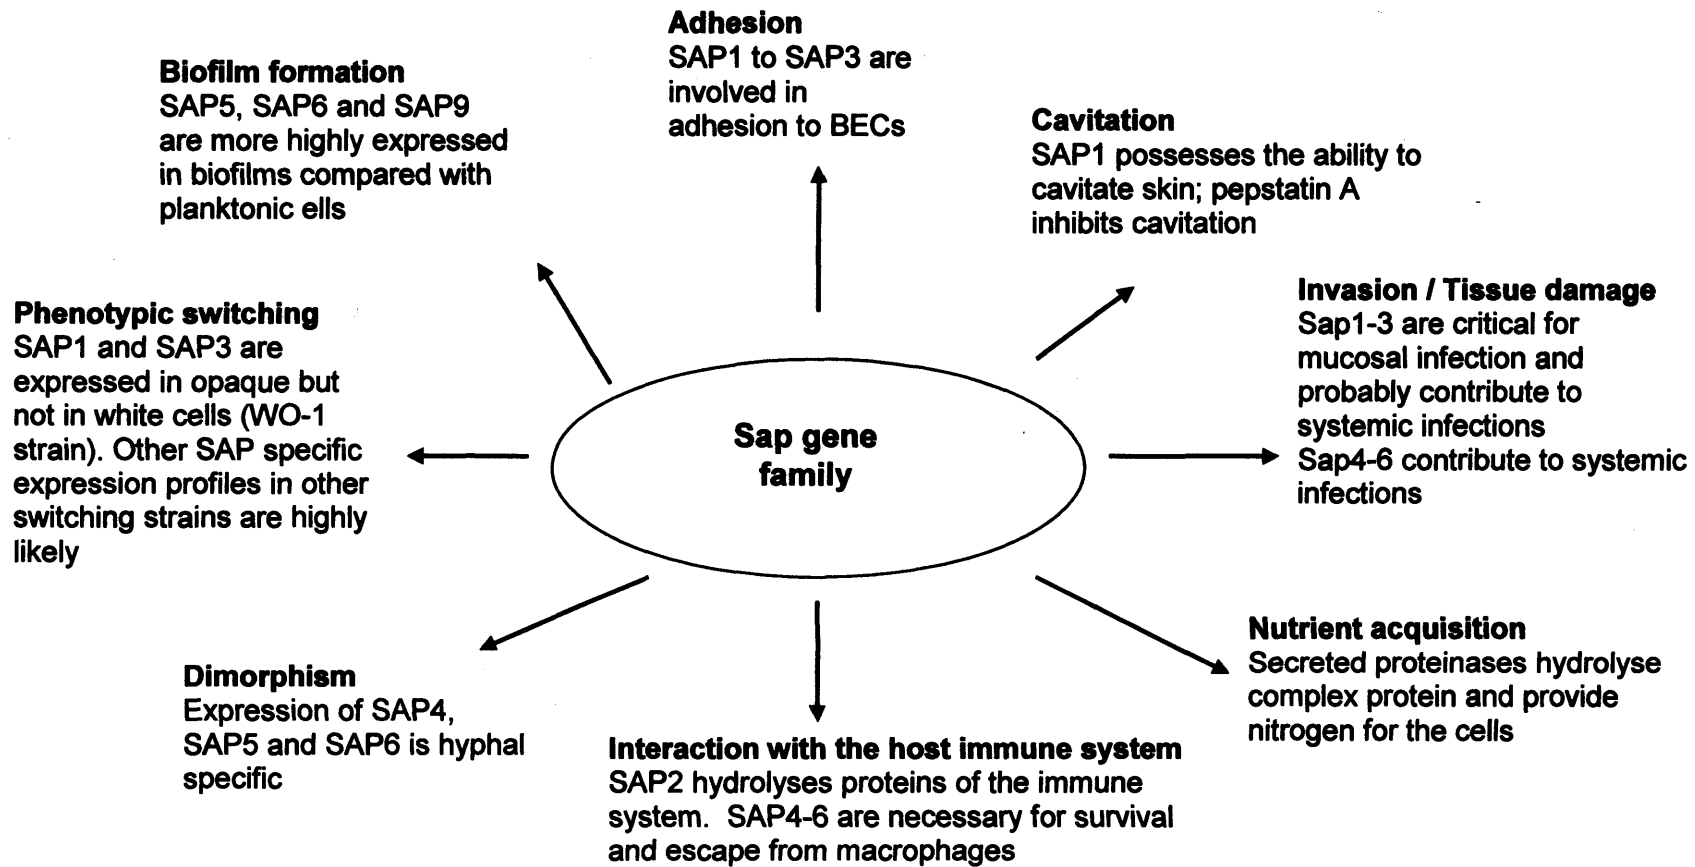 Adhesion
SAP1 to SAP3 are
involved in
adhesion to BECs
Biofilm formation
SAP5, SAP6 and SAP9
are more highly expressed
in biofilms compared with
planktonic ells
Cavitation
SAP1 possesses the ability to
cavitate skin; pepstatin A
inhibits cavitation
Phenotypic switching
SAP1 and SAP3 are
expressed in opaque but
not in white cells (WO-1
strain). Other SAP specific
expression profiles in other
switching strains are highly
likely
Sap gene
family
Invasion / Tissue damage
Sap1-3 are critical for
mucosal infection and
probably contribute to
systemic infections
Sap4-6 contribute to systemic
infections
Dimorphism
Expression of SAP4,
SAP5 and SAP6 is hyphal
specific
Interaction with the host immune system
SAP2 hydrolyses proteins of the immune
system.  SAP4-6 are necessary for survival
and escape from macrophages
Nutrient acquisition
Secreted proteinases hydrolyse
complex protein and provide
nitrogen for the cells